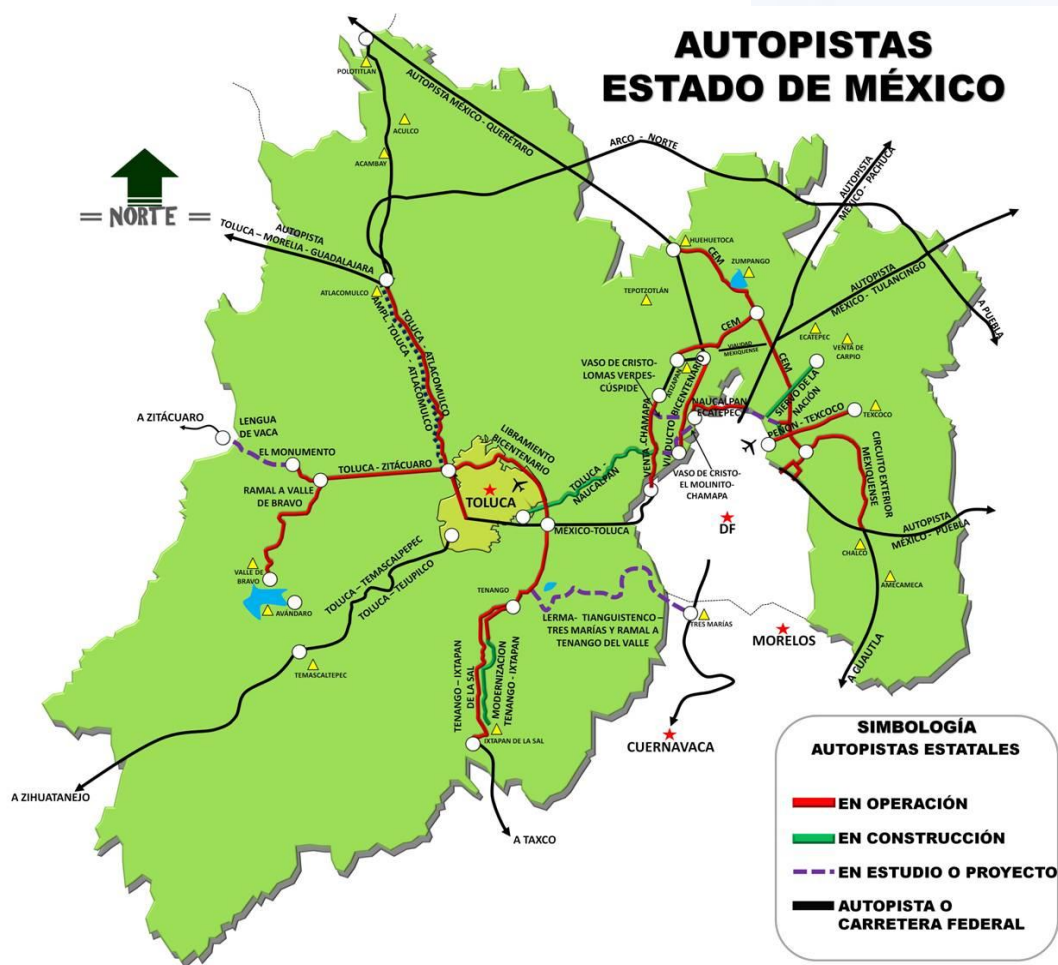 AUTOPISTAS
ESTADO DE MÉXICO
POLOTITLAN
AUTOPISTA MÉXICO - QUERÉTARO
ACULCO
ACAMBAY
ARCO - NORTE
AUTOPISTA
MÉXICO - PACHUCA
NORTE
AUTOPISTA
TOLUCA – MORELIA - GUADALAJARA
HUEHUETOCA
CEM
ZUMPANGO
AUTOPISTA
MÉXICO - TULANCINGO
A PUEBLA
ATLACOMULCO
TEPOTZOTLÁN
TOLUCA - ATLACOMULCO
AMPL. TOLUCA - ATLACOMULCO
CEM
VIALIDAD
MEXIQUENSE
ECATEPEC
VENTA DE
CARPIO
CEM
VASO DE CRISTO-
LOMAS VERDES-
CÚSPIDE
ATIZAPAN
VIADUCTO BICENTENARIO
NAUCALPAN
ECATEPEC
SIERVO DE LA
NACIÓN
PEÑON - TEXCOCO
TEXCOCO
A ZITÁCUARO
LENGUA
DE VACA
EL MONUMENTO
TOLUCA - ZITÁCUARO
LIBRAMIENTO
BICENTENARIO
VENTA - CHAMAPA
RAMAL A VALLE
DE BRAVO
TOLUCA
TOLUCA
NAUCALPAN
VASO DE CRISTO-
EL MOLINITO-
CHAMAPA
CIRCUITO EXTERIOR
MEXIQUENSE
MÉXICO-TOLUCA
DF
AUTOPISTA
MÉXICO - PUEBLA
VALLE DE
BRAVO
TOLUCA – TEMASCALPEPEC
TOLUCA – TEJUPILCO
CHALCO
AMECAMECA
AVÁNDARO
TENANGO
LERMA- TIANGUISTENCO –
TRES MARÍAS Y RAMAL A
TENANGO DEL VALLE
TRES MARÍAS
MORELOS
TEMASCALTEPEC
TENANGO – IXTAPAN
DE LA SAL
MODERNIZACION
TENANGO - IXTAPAN
A CUAUTLA
IXTAPAN DE LA SAL
CUERNAVACA
A ZIHUATANEJO
A TAXCO
SIMBOLOGÍA
AUTOPISTAS ESTATALES
EN OPERACIÓN
EN CONSTRUCCIÓN
EN ESTUDIO O PROYECTO
AUTOPISTA O
CARRETERA FEDERAL